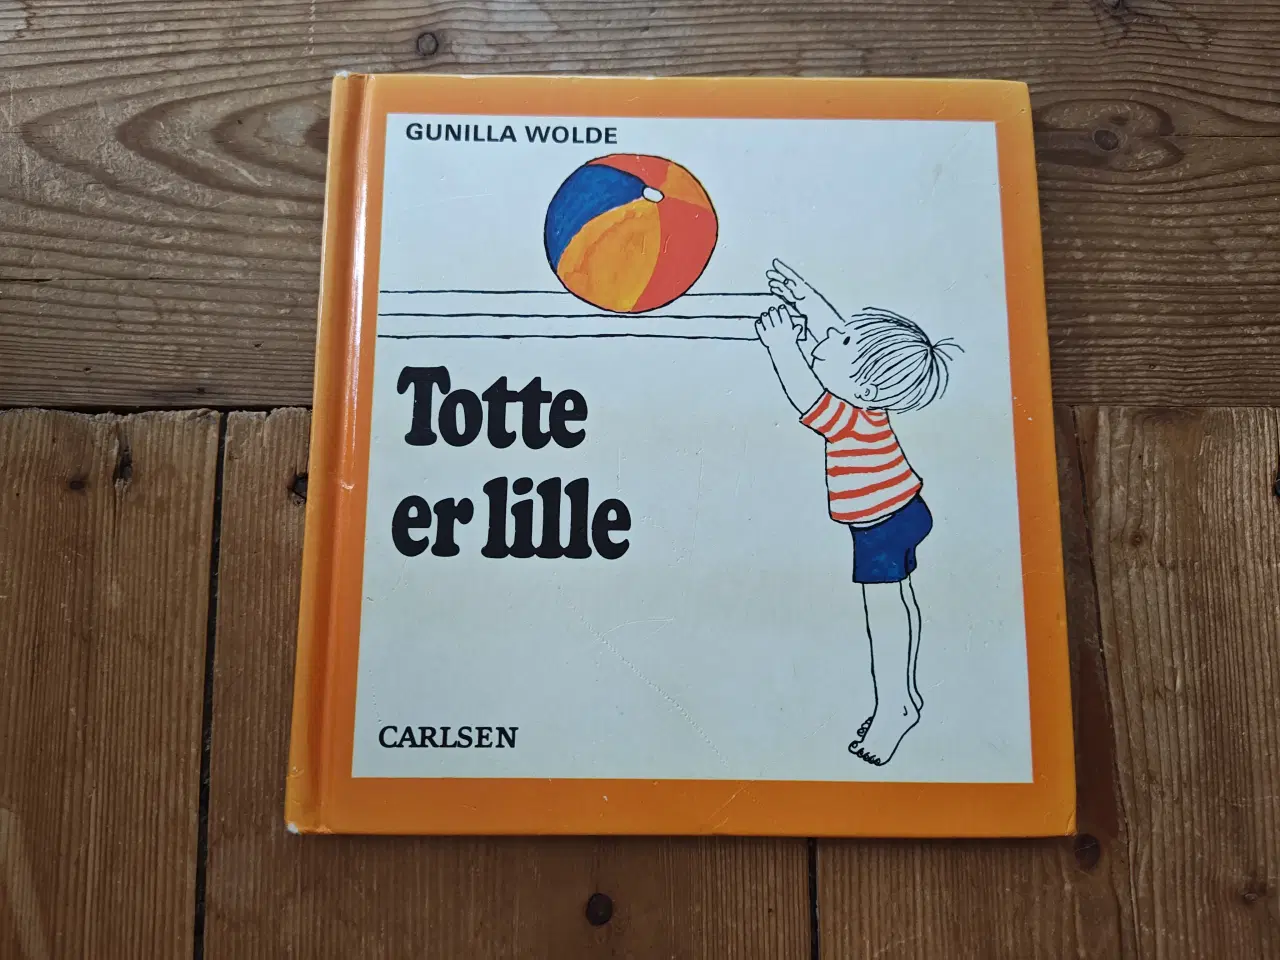 GUNILLA WOLDE
Totte
er lille
CARLSEN